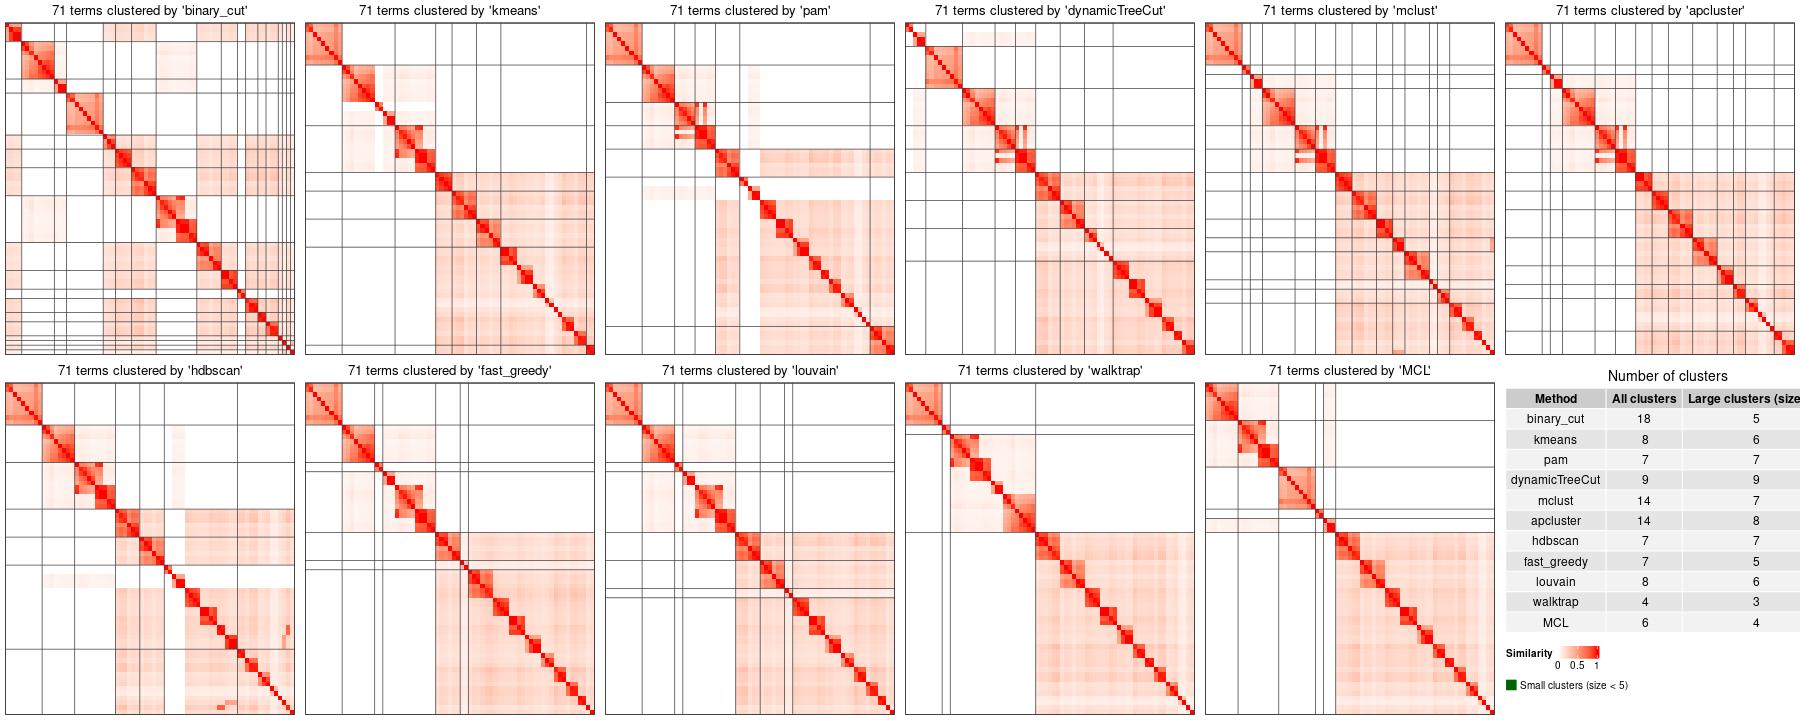 71 terms clustered by 'binary_cut'
71 terms clustered by 'kmeans'
71 terms clustered by 'pam'
71 terms clustered by 'dynamicTreeCut'
71 terms clustered by 'mclust'
71 terms clustered by 'apcluster'
71 terms clustered by 'hdbscan'
71 terms clustered by 'fast_greedy'
71 terms clustered by 'louvain'
71 terms clustered by 'walktrap'
71 terms clustered by 'MCL'
Number of clusters
Method All clusters Large clusters (size
binary_cut 18 5
kmeans 8 6
pam 7 7
dynamicTreeCut 9 9
mclust 14 7
apcluster 14 8
hdbscan 7 7
fast_greedy 7 5
louvain 8 6
walktrap 4 3
MCL 6 4
Similarity
0 0.5 1
Small clusters (size < 5)